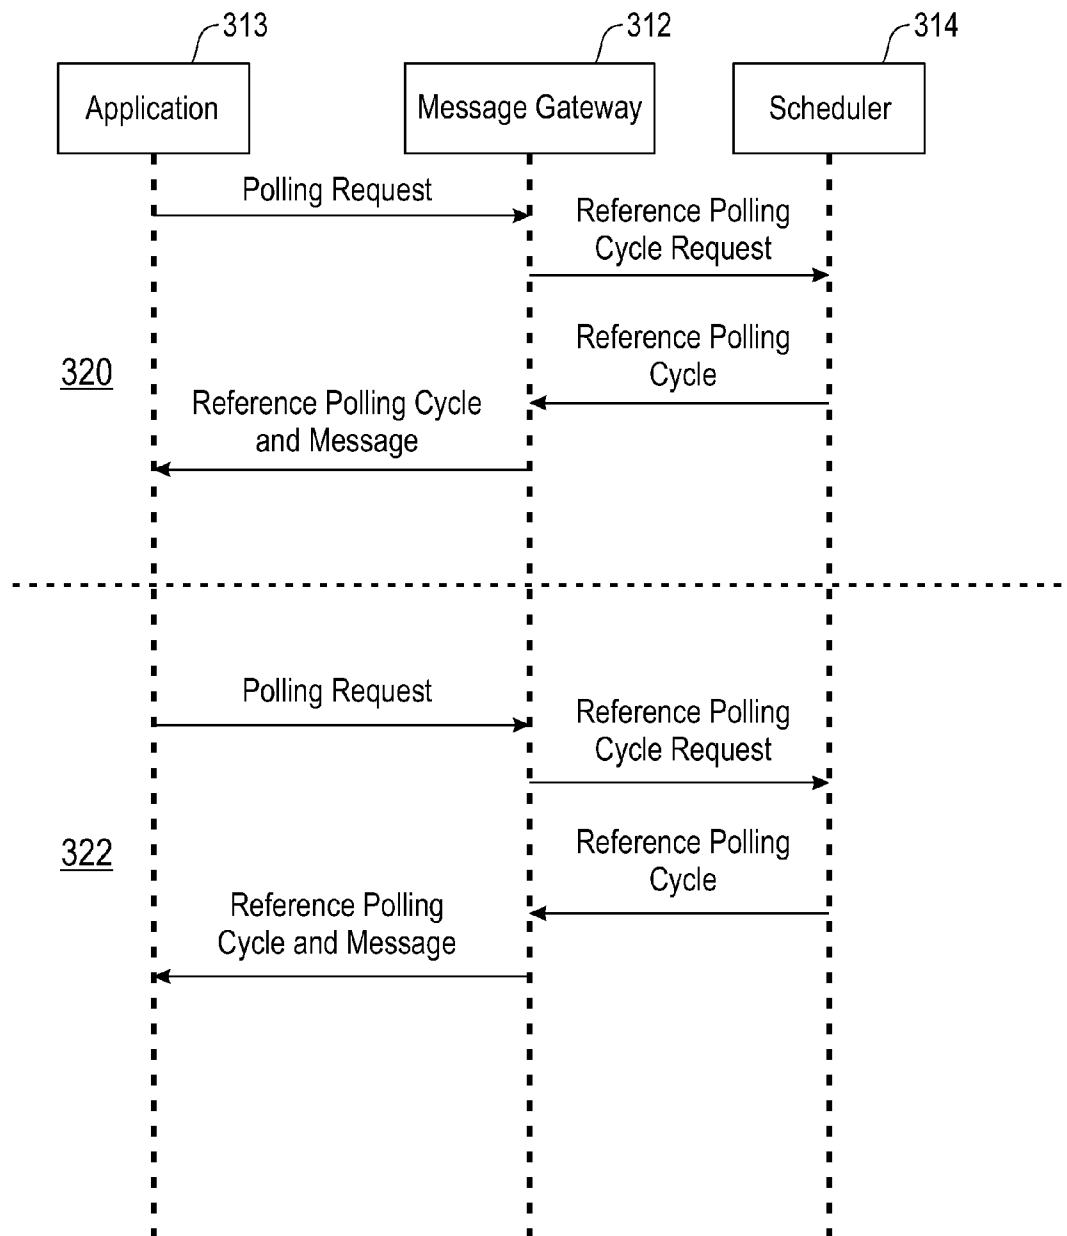 313
312
314
Application
Message Gateway
Scheduler
Polling Request
Reference Polling
Cycle Request
Reference Polling
Cycle
320
Reference Polling Cycle
and Message
Polling Request
Reference Polling
Cycle Request
Reference Polling
Cycle
322
Reference Polling
Cycle and Message